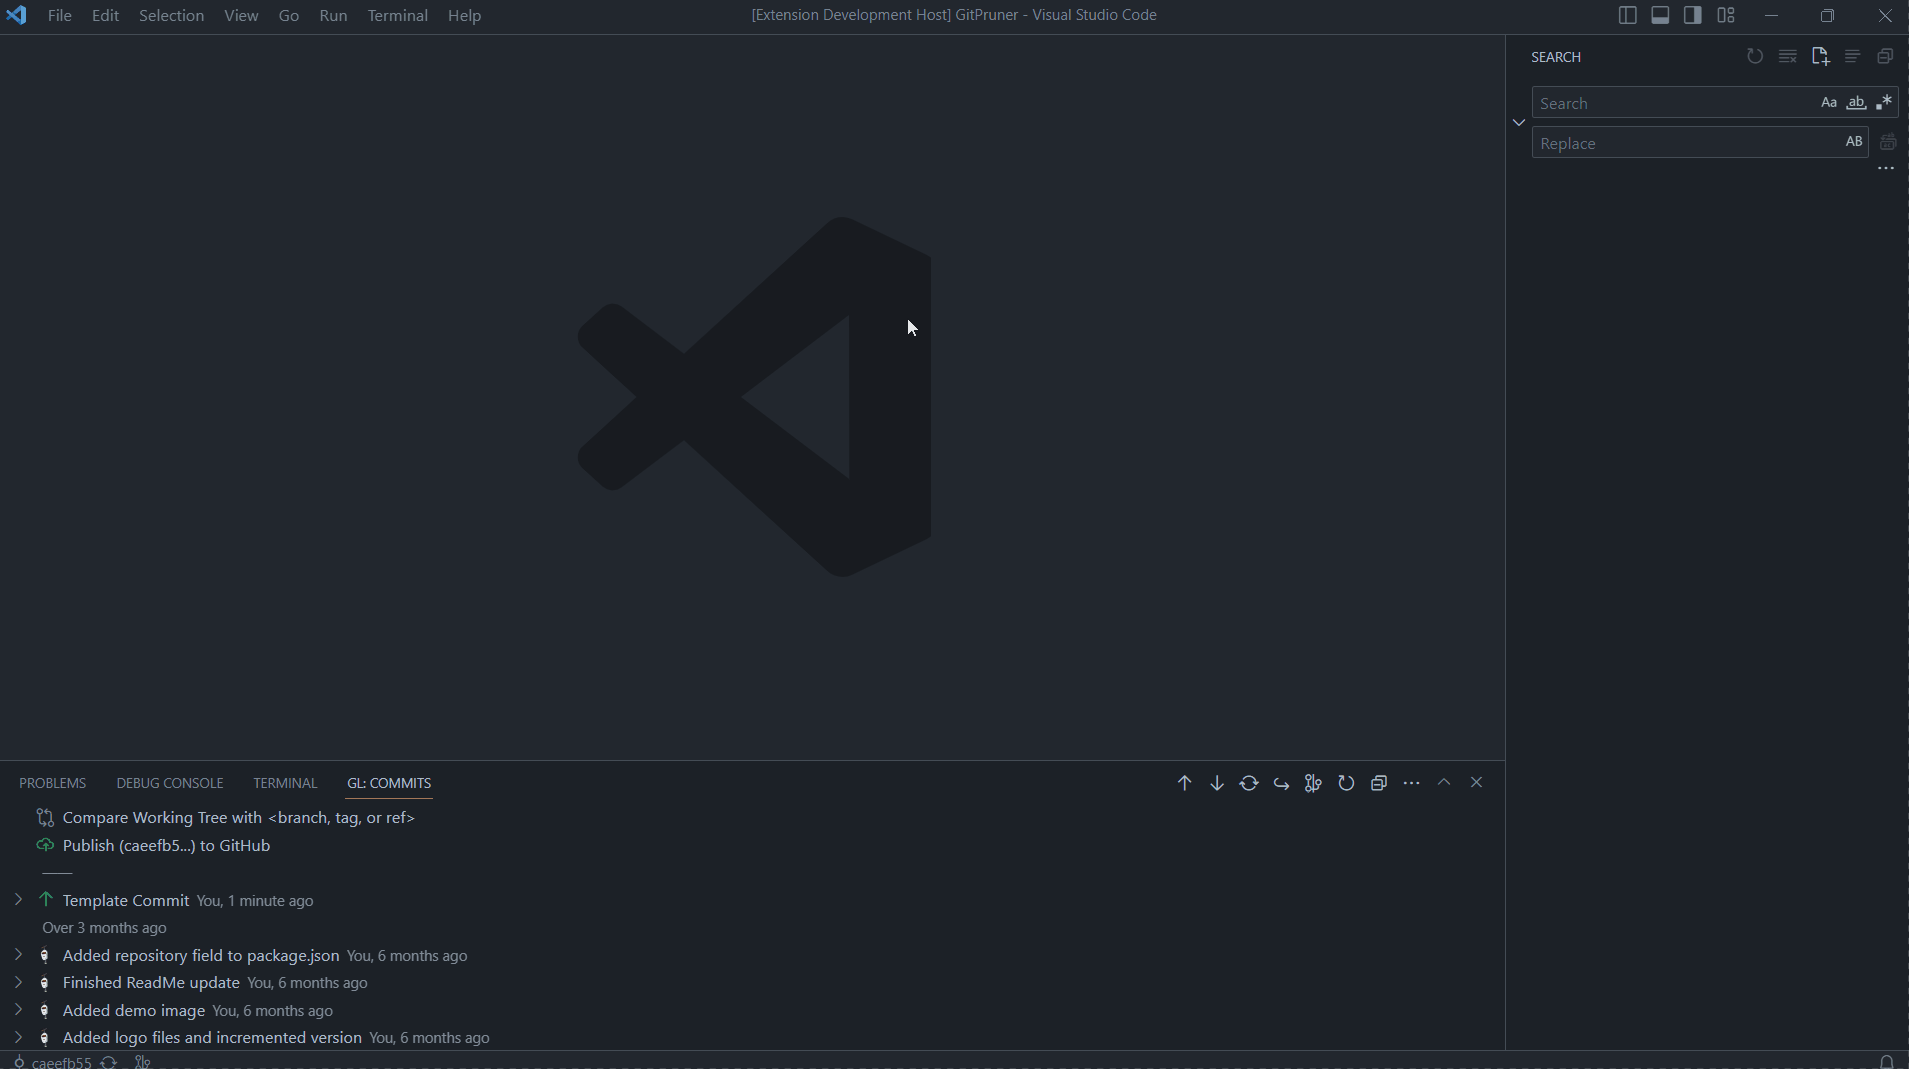 File Edit Selection View Go Run Terminal Help [Extension Development Host] GitPruner - Visual Studio Code
SEARCH
Search Aa ab
Replace AB
PROBLEMS DEBUG CONSOLE TERMINAL GL: COMMITS
Compare Working Tree with <branch, tag, or ref>
Publish (caeefb5...) to GitHub
Template Commit You, 1 minute ago
Over 3 months ago
Added repository field to package.json You, 6 months ago
Finished ReadMe update You, 6 months ago
Added demo image You, 6 months ago
Added logo files and incremented version You, 6 months ago
caeefb55